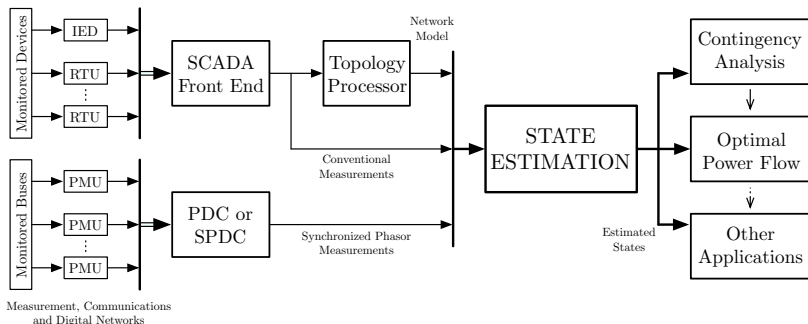 Monitored Devices
IED
RTU
⋮
RTU
SCADA
Front End
Topology
Processor
Network
Model
Conventional
Measurements
Monitored Buses
PMU
PMU
⋮
PMU
PDC or
SPDC
Synchronized Phasor
Measurements
Measurement, Communications
and Digital Networks
STATE
ESTIMATION
Estimated
States
Contingency
Analysis
Optimal
Power Flow
Other
Applications